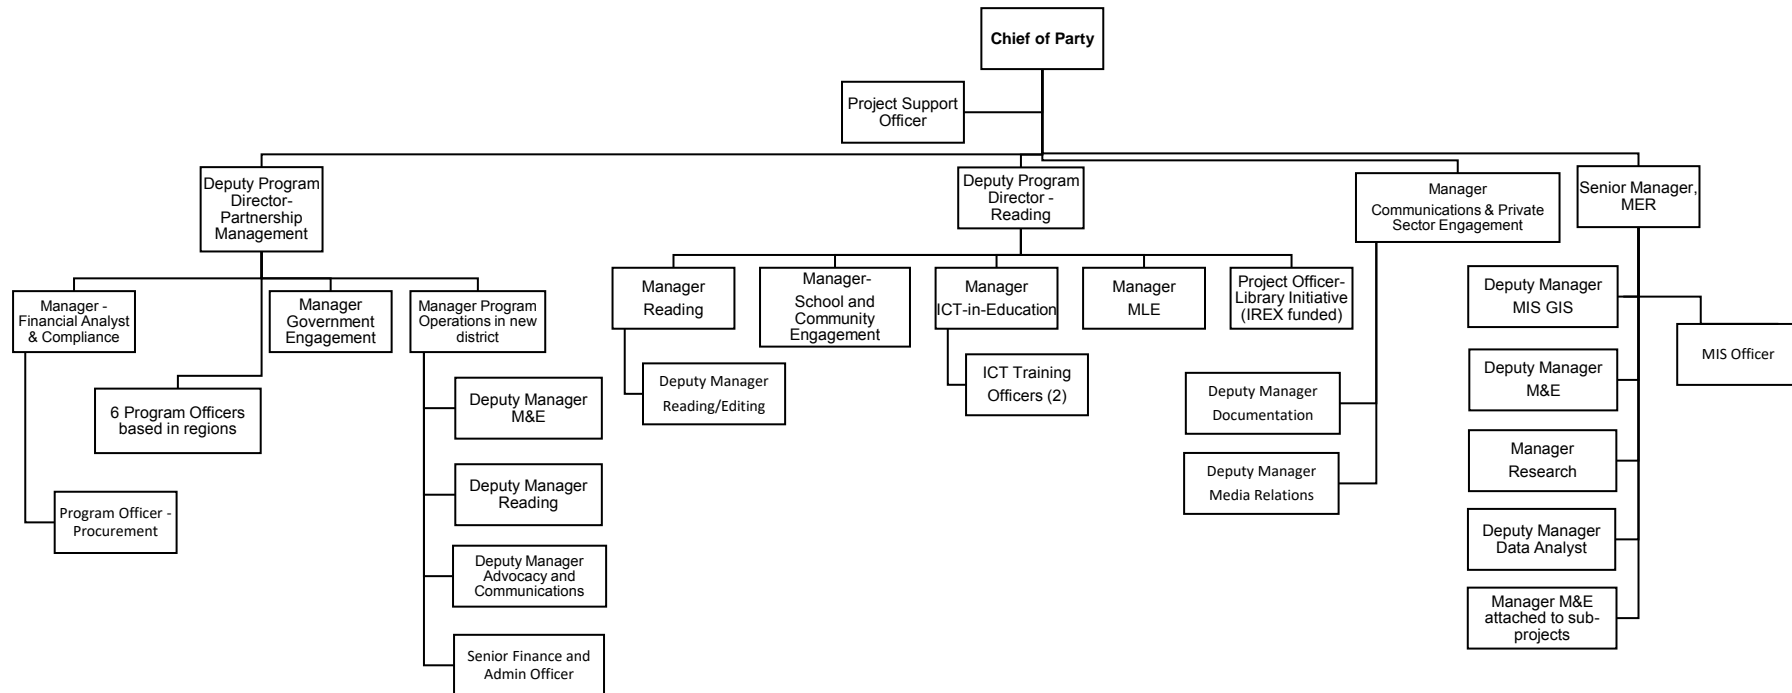 Chief of Party
Project Support
Officer
Deputy Program
Director-
Partnership
Management
Deputy Program
Director -
Reading
Manager
Communications & Private
Sector Engagement
Senior Manager,
MER
Manager -
Financial Analyst
& Compliance
Manager
Government
Engagement
Manager Program
Operations in new
district
Manager
Reading
Manager-
School and
Community
Engagement
Manager
ICT-in-Education
Manager
MLE
Project Officer-
Library Initiative
(IREX funded)
Deputy Manager
MIS GIS
MIS Officer
6 Program Officers
based in regions
Deputy Manager
M&E
Deputy Manager
Reading/Editing
ICT Training
Officers (2)
Deputy Manager
Documentation
Deputy Manager
M&E
Program Officer -
Procurement
Deputy Manager
Reading
Deputy Manager
Media Relations
Manager
Research
Deputy Manager
Advocacy and
Communications
Deputy Manager
Data Analyst
Senior Finance and
Admin Officer
Manager M&E
attached to sub-
projects